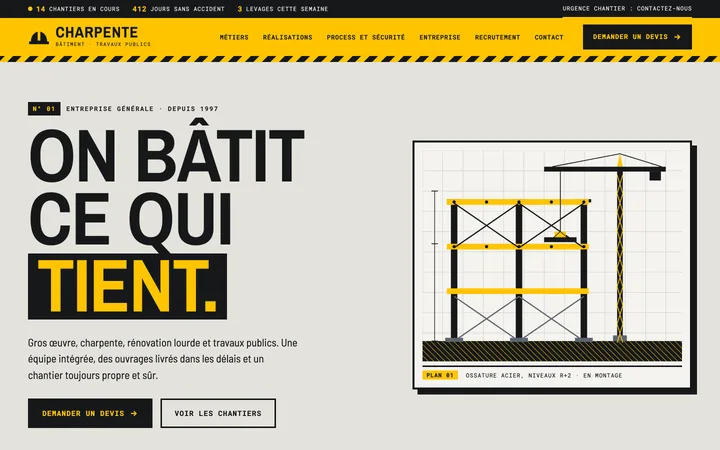 14 CHANTIERS EN COURS 412 JOURS SANS ACCIDENT 3 LEVAGES CETTE SEMAINE URGENCE CHANTIER : CONTACTEZ-NOUS
CHARPENTE
BÂTIMENT · TRAVAUX PUBLICS
MÉTIERS RÉALISATIONS PROCESS ET SÉCURITÉ ENTREPRISE RECRUTEMENT CONTACT DEMANDER UN DEVIS →
N° 01 ENTREPRISE GÉNÉRALE · DEPUIS 1997
ON BÂTIT
CE QUI
TIENT.
Gros œuvre, charpente, rénovation lourde et travaux publics. Une
équipe intégrée, des ouvrages livrés dans les délais et un
chantier toujours propre et sûr.
DEMANDER UN DEVIS → VOIR LES CHANTIERS
PLAN 01 OSSATURE ACIER, NIVEAUX R+2 · EN MONTAGE